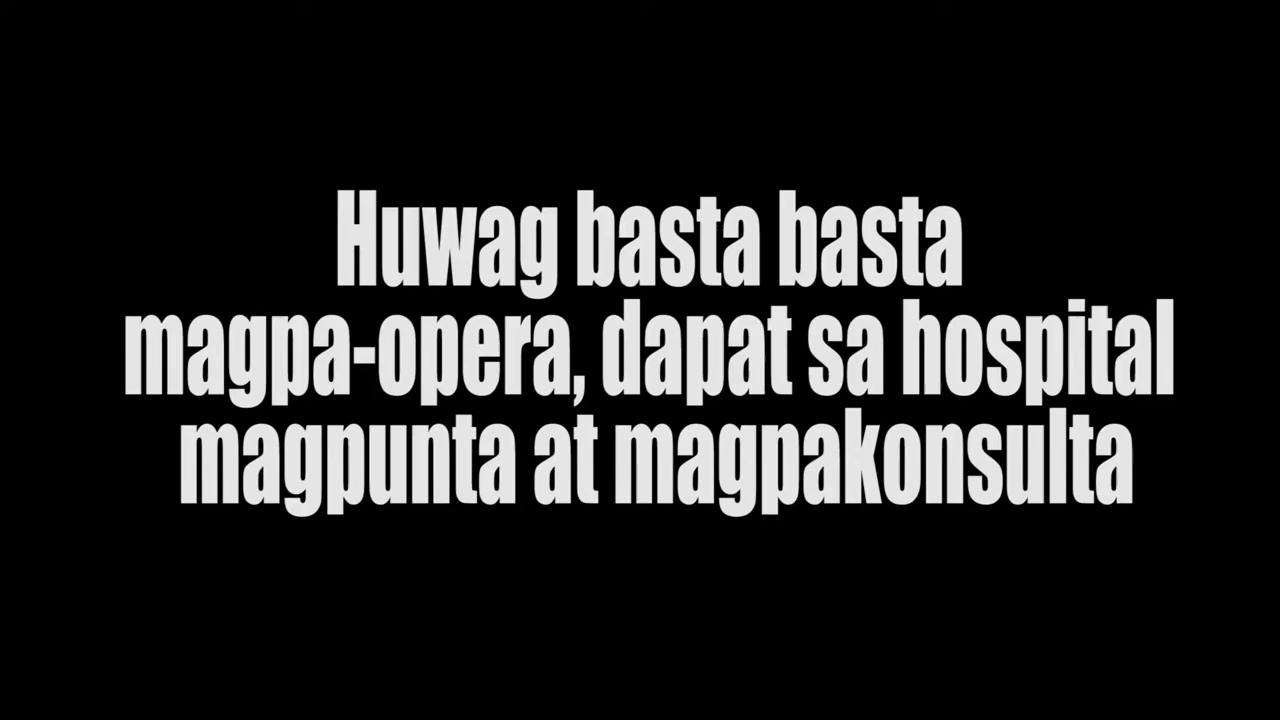 Huwag basta basta
magpa-opera, dapat sa hospital
magpunta at magpakonsulta